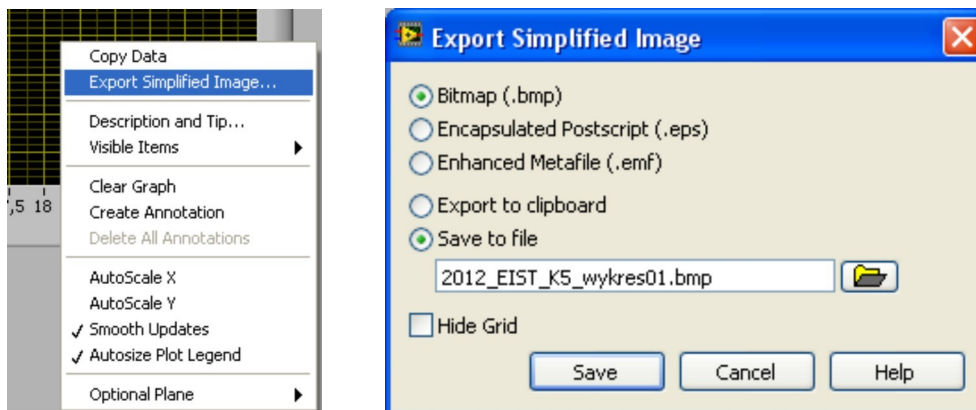 Copy Data
Export Simplified Image...
Description and Tip...
Visible Items
Clear Graph
,5 18
Create Annotation
Delete All Annotations
AutoScale X
AutoScale Y
Smooth Updates
Autosize Plot Legend
Optional Plane
Export Simplified Image
Bitmap (.bmp)
Encapsulated Postscript (.eps)
Enhanced Metafile (.emf)
Export to clipboard
Save to file
2012_EIST_K5_wykres01.bmp
Hide Grid
Save Cancel Help